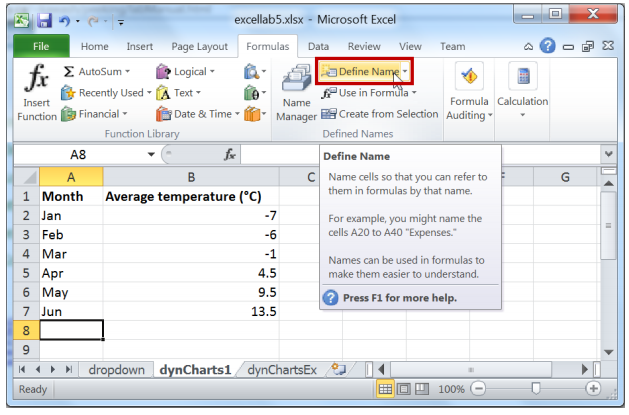 excellab5.xlsx - Microsoft Excel
File Home Insert Page Layout Formulas Data Review View Team
Σ AutoSum Logical Define Name
Recently Used Text Use in Formula
Financial Date & Time Create from Selection
Insert Function Name Manager Formula Auditing Calculation
Function Library Defined Names
A8 fx
Define Name
Name cells so that you can refer to
them in formulas by that name.
For example, you might name the
cells A20 to A40 "Expenses."
Names can be used in formulas to
make them easier to understand.
Press F1 for more help.
A B C G
1 Month Average temperature (°C)
2 Jan -7
3 Feb -6
4 Mar -1
5 Apr 4.5
6 May 9.5
7 Jun 13.5
8
9
dropdown dynCharts1 dynChartsEx
Ready 100%